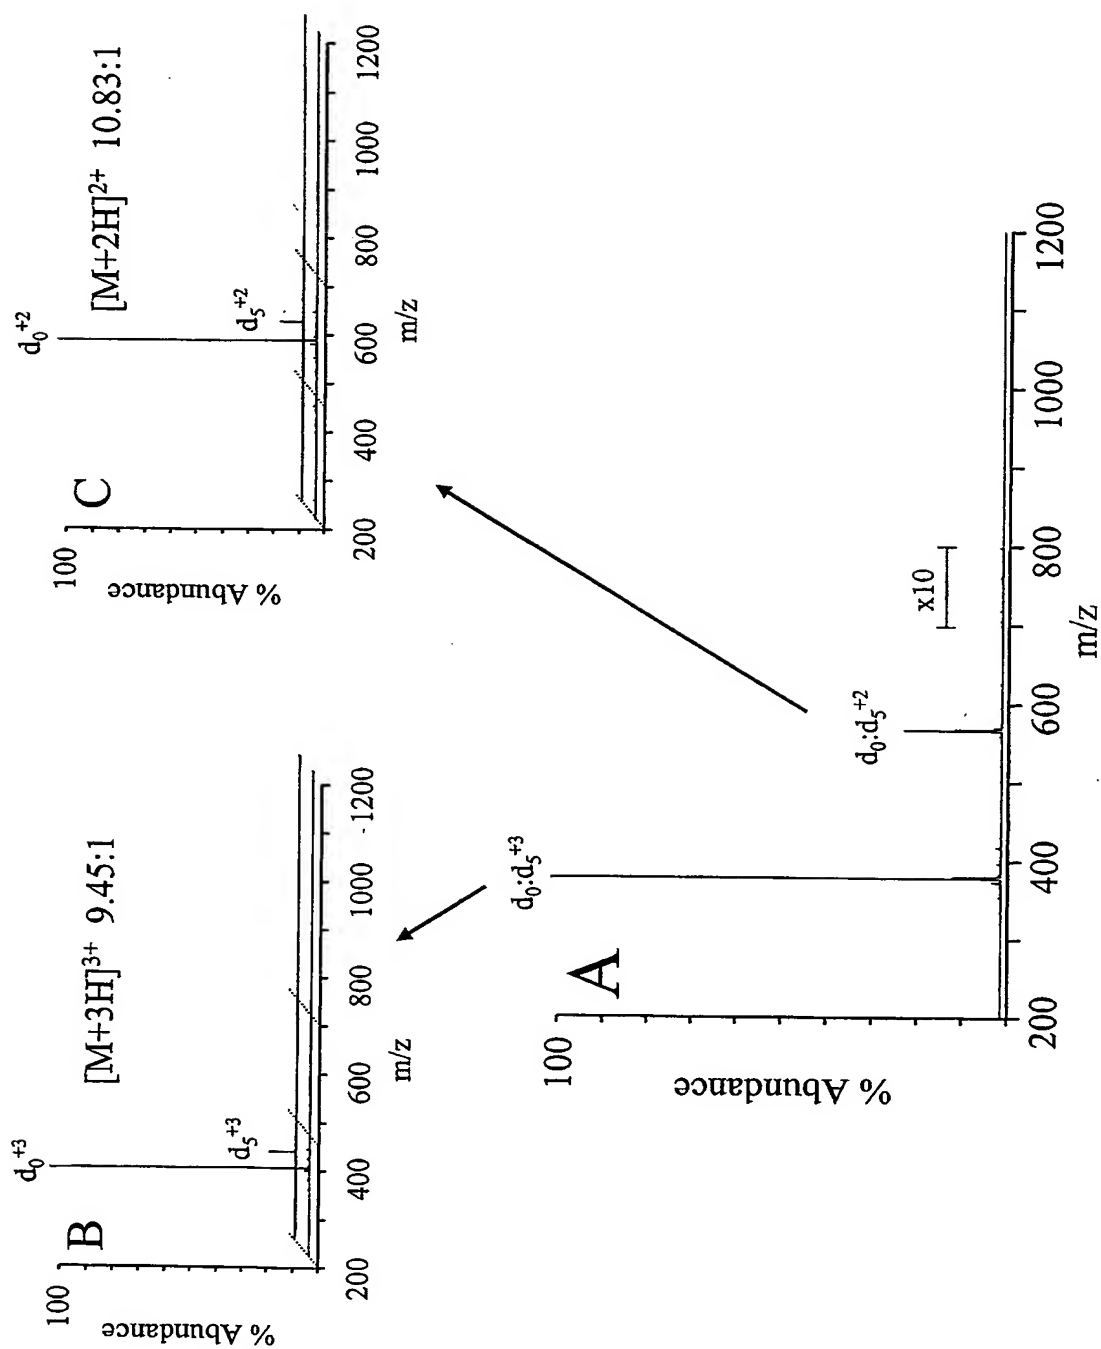 B
[M+3H]³⁺ 9.45:1
d₀⁺³
d₅⁺³
100
% Abundance
200 400 600 800 1000 1200
m/z
C
[M+2H]²⁺ 10.83:1
d₀⁺²
d₅⁺²
100
% Abundance
200 400 600 800 1000 1200
m/z
A
d₀:d₅⁺³
d₀:d₅⁺²
x10
100
% Abundance
200 400 600 800 1000 1200
m/z